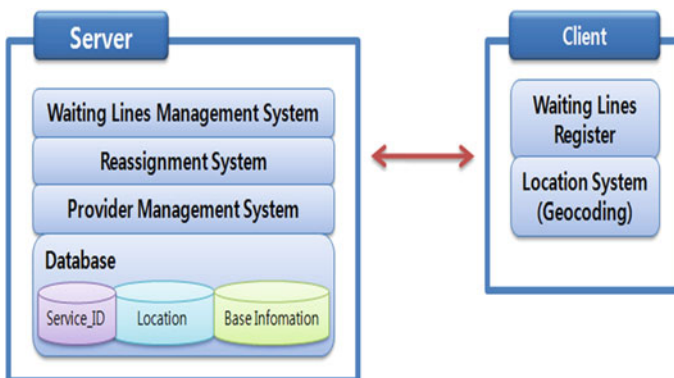 Server
Waiting Lines Management System
Reassignment System
Provider Management System
Database
Service_ID
Location
Base Infomation
Client
Waiting Lines
Register
Location System
(Geocoding)